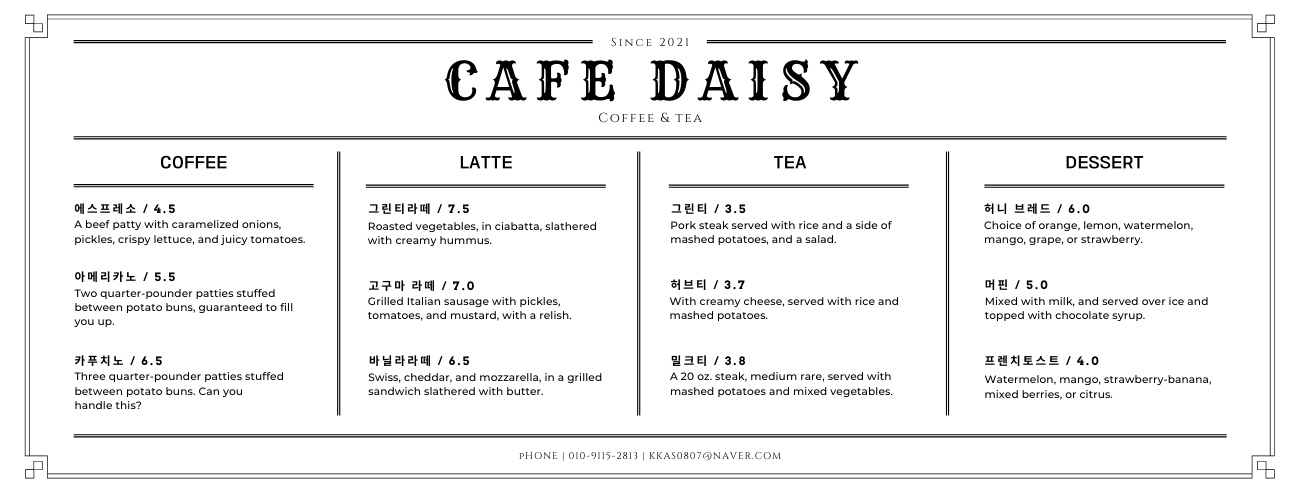 Since 2021
CAFE DAISY
Coffee & tea
COFFEE
에스프레소 / 4.5
A beef patty with caramelized onions,
pickles, crispy lettuce, and juicy tomatoes.
아메리카노 / 5.5
Two quarter-pounder patties stuffed
between potato buns, guaranteed to fill
you up.
카푸치노 / 6.5
Three quarter-pounder patties stuffed
between potato buns. Can you
handle this?
LATTE
그린티라떼 / 7.5
Roasted vegetables, in ciabatta, slathered
with creamy hummus.
고구마 라떼 / 7.0
Grilled Italian sausage with pickles,
tomatoes, and mustard, with a relish.
바닐라라떼 / 6.5
Swiss, cheddar, and mozzarella, in a grilled
sandwich slathered with butter.
TEA
그린티 / 3.5
Pork steak served with rice and a side of
mashed potatoes, and a salad.
허브티 / 3.7
With creamy cheese, served with rice and
mashed potatoes.
밀크티 / 3.8
A 20 oz. steak, medium rare, served with
mashed potatoes and mixed vegetables.
DESSERT
허니 브레드 / 6.0
Choice of orange, lemon, watermelon,
mango, grape, or strawberry.
머핀 / 5.0
Mixed with milk, and served over ice and
topped with chocolate syrup.
프렌치토스트 / 4.0
Watermelon, mango, strawberry-banana,
mixed berries, or citrus.
pHONE | 010-9115-2813 | KKAS0807@NAVER.COM